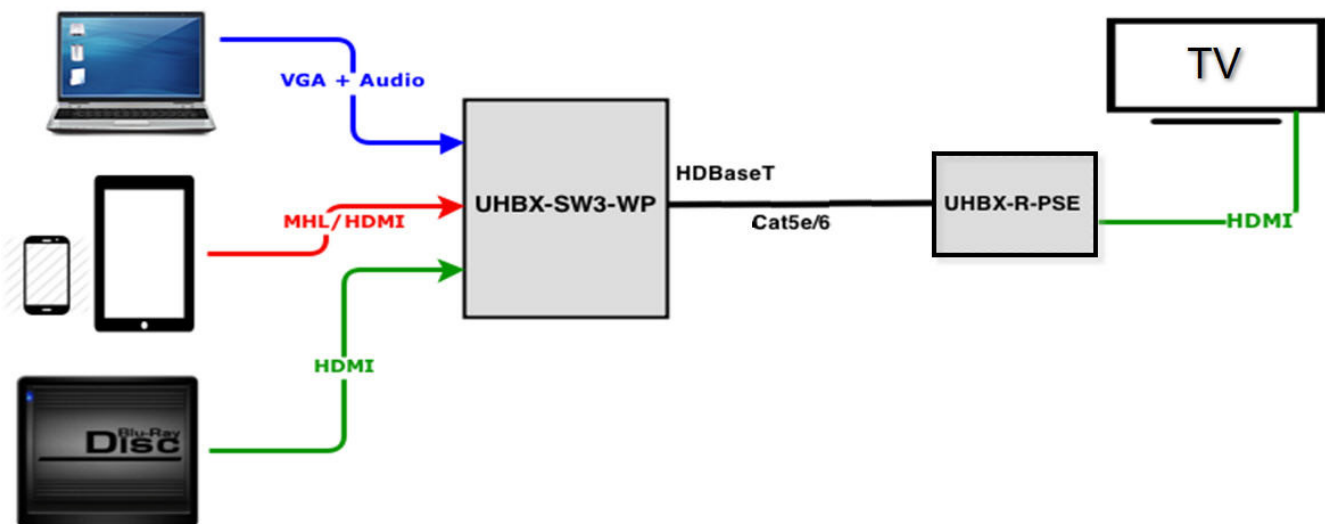 VGA + Audio
TV
UHBX-SW3-WP
HDBaseT
Cat5e/6
UHBX-R-PSE
HDMI
MHL/HDMI
HDMI
Blu-Ray
Disc